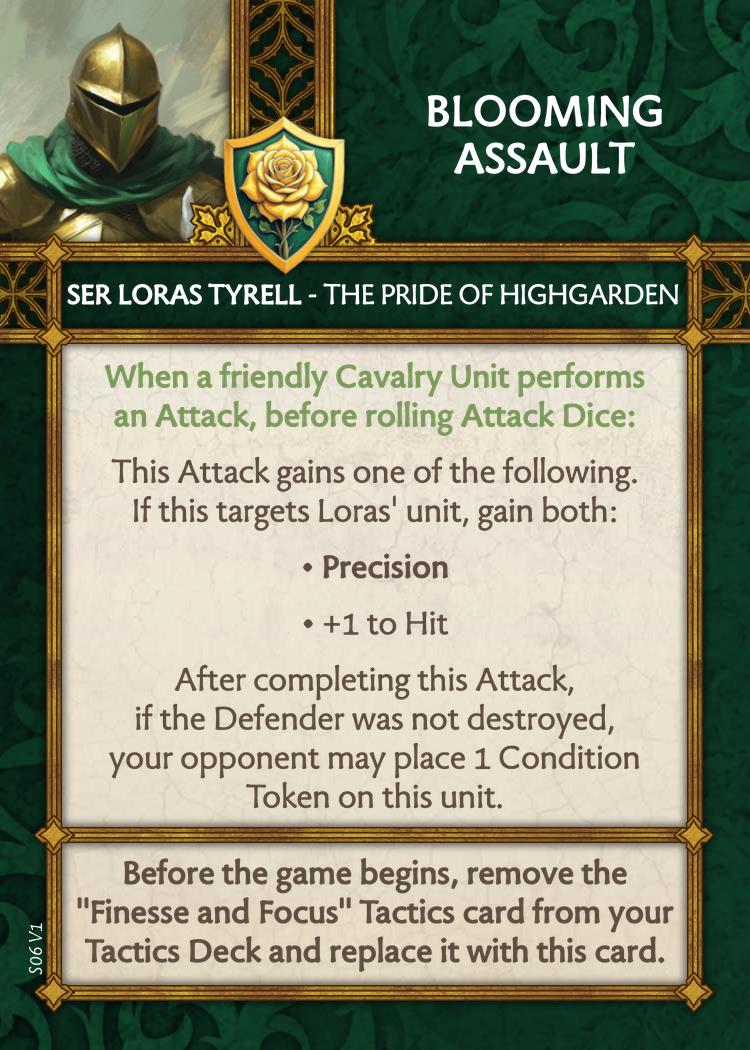 BLOOMING
ASSAULT
SER LORAS TYRELL - THE PRIDE OF HIGHGARDEN
When a friendly Cavalry Unit performs
an Attack, before rolling Attack Dice:
This Attack gains one of the following.
If this targets Loras' unit, gain both:
• Precision
• +1 to Hit
After completing this Attack,
if the Defender was not destroyed,
your opponent may place 1 Condition
Token on this unit.
Before the game begins, remove the
"Finesse and Focus" Tactics card from your
Tactics Deck and replace it with this card.
S06 V1